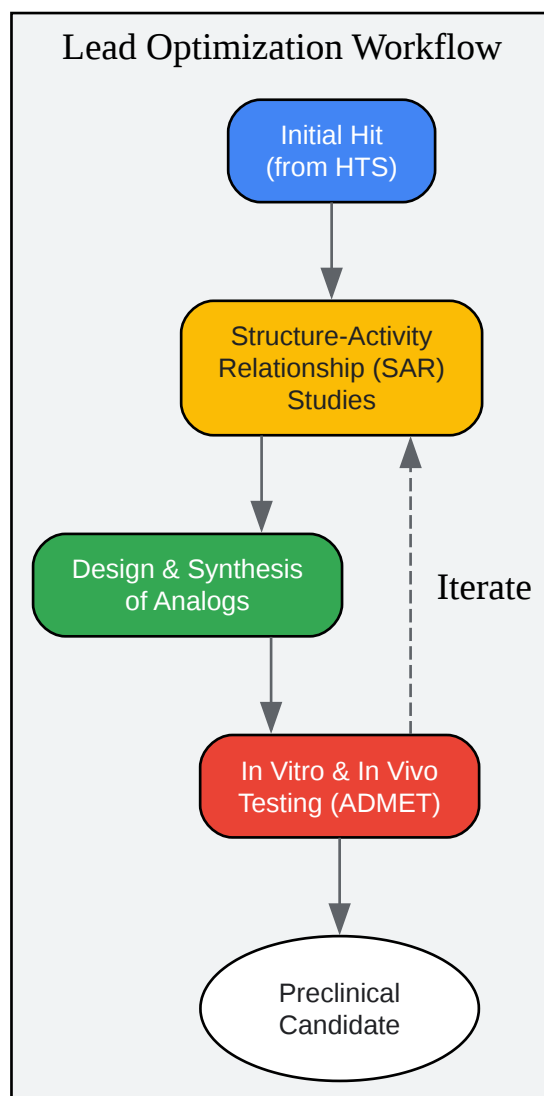 Lead Optimization Workflow
Initial Hit
(from HTS)
Structure-Activity
Relationship (SAR)
Studies
Design & Synthesis
of Analogs
Iterate
In Vitro & In Vivo
Testing (ADMET)
Preclinical
Candidate